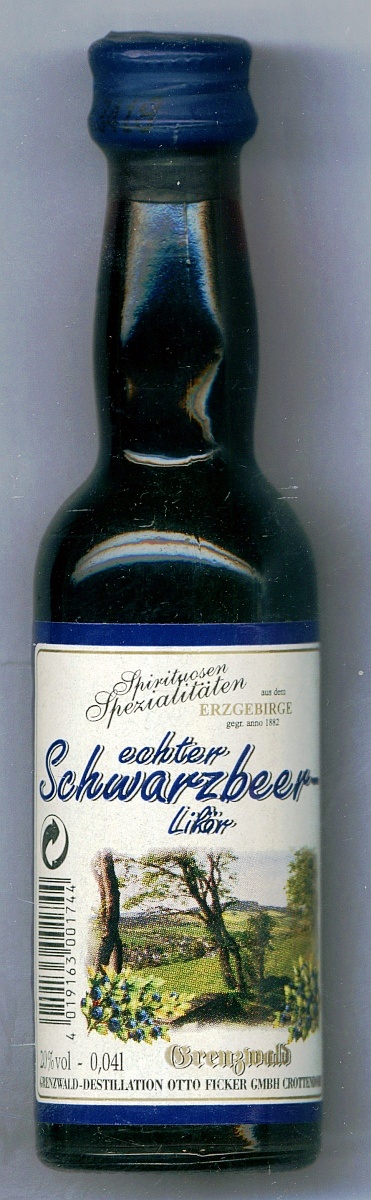 Spirituosen
Spezialitäten
aus dem
ERZGEBIRGE
gegr. anno 1882
echter
Schwarzbeer-
Likör
4 019163 001744
20%vol - 0,04l
Grenzwald
GRENZWALD-DESTILLATION OTTO FICKER GMBH